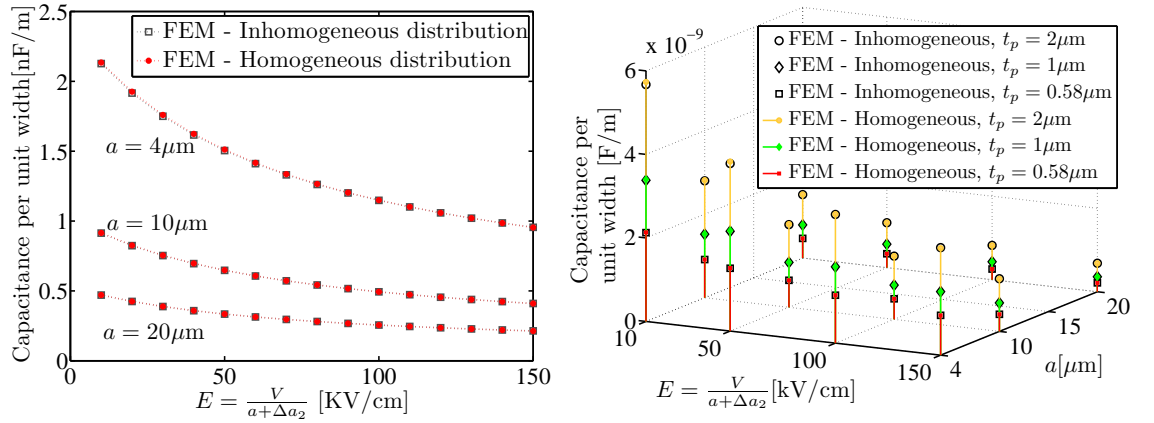 FEM - Inhomogeneous distribution
FEM - Homogeneous distribution
Capacitance per unit width[nF/m]
2.5
2
1.5
1
0.5
0
a = 4μm
a = 10μm
a = 20μm
0
50
100
150
E = V/(a+Δa₂) [KV/cm]
x 10⁻⁹
FEM - Inhomogeneous, tₚ = 2μm
FEM - Inhomogeneous, tₚ = 1μm
FEM - Inhomogeneous, tₚ = 0.58μm
FEM - Homogeneous, tₚ = 2μm
FEM - Homogeneous, tₚ = 1μm
FEM - Homogeneous, tₚ = 0.58μm
Capacitance per
unit width [F/m]
6
4
2
0
10
50
100
150
4
10
15
20
a[μm]
E = V/(a+Δa₂)[kV/cm]